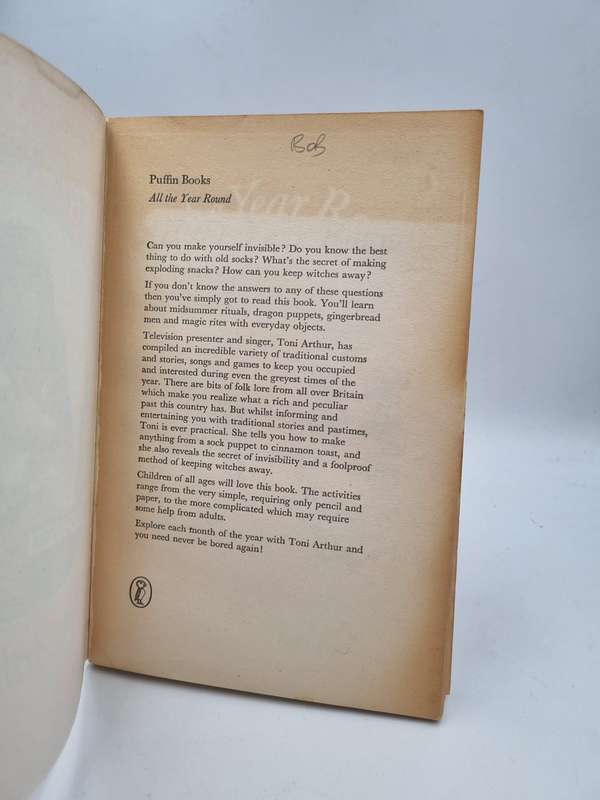 Bob
Puffin Books
All the Year Round
Can you make yourself invisible? Do you know the best
thing to do with old socks? What's the secret of making
exploding snacks? How can you keep witches away?
If you don't know the answers to any of these questions
then you've simply got to read this book. You'll learn
about midsummer rituals, dragon puppets, gingerbread
men and magic rites with everyday objects.
Television presenter and singer, Toni Arthur, has
compiled an incredible variety of traditional customs
and stories, songs and games to keep you occupied
and interested during even the greyest times of the
year. There are bits of folk lore from all over Britain
which make you realize what a rich and peculiar
past this country has. But whilst informing and
entertaining you with traditional stories and pastimes,
Toni is ever practical. She tells you how to make
anything from a sock puppet to cinnamon toast, and
she also reveals the secret of invisibility and a foolproof
method of keeping witches away.
Children of all ages will love this book. The activities
range from the very simple, requiring only pencil and
paper, to the more complicated which may require
some help from adults.
Explore each month of the year with Toni Arthur and
you need never be bored again!